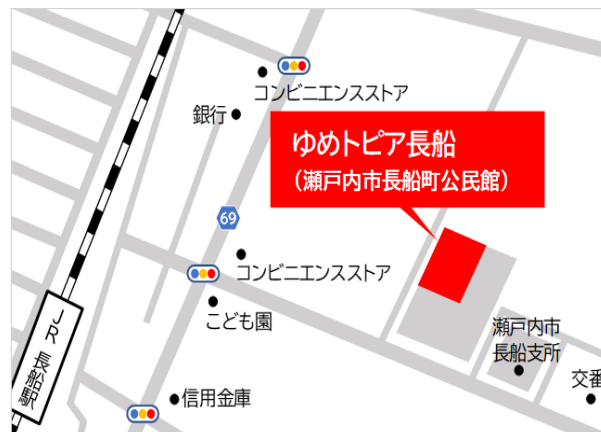 コンビニエンスストア
銀行
ゆめトピア長船
（瀬戸内市長船町公民館）
69
コンビニエンスストア
こども園
瀬戸内市
長船支所
交番
信用金庫
JR 長船駅